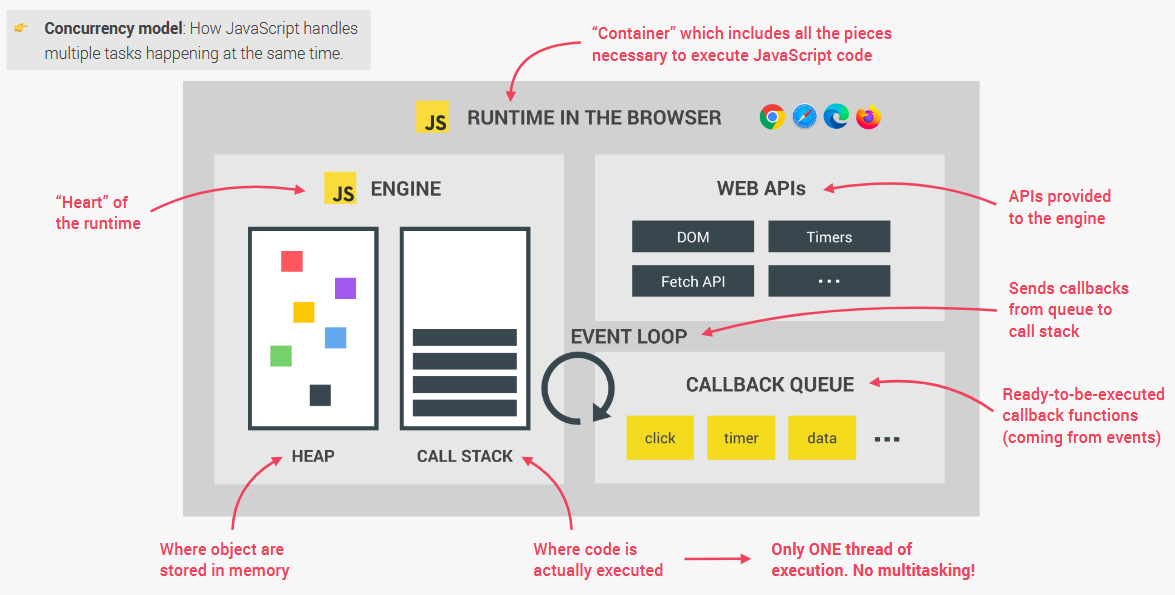 Concurrency model: How JavaScript handles
multiple tasks happening at the same time.
“Container” which includes all the pieces
necessary to execute JavaScript code
JS RUNTIME IN THE BROWSER
“Heart” of
the runtime
JS ENGINE
HEAP
CALL STACK
WEB APIs
DOM
Timers
Fetch API
...
APIs provided
to the engine
EVENT LOOP
Sends callbacks
from queue to
call stack
CALLBACK QUEUE
click
timer
data
...
Ready-to-be-executed
callback functions
(coming from events)
Where object are
stored in memory
Where code is
actually executed
Only ONE thread of
execution. No multitasking!